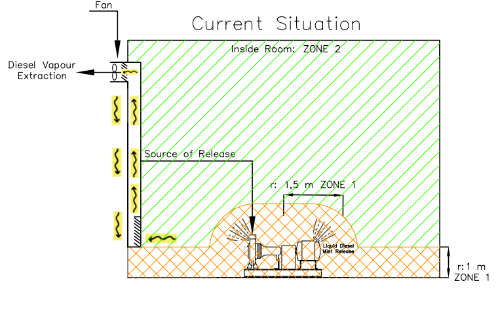 Fan
Current Situation
Inside Room: ZONE 2
Diesel Vapour
Extraction
Source of Release
r: 1,5 m ZONE 1
Liquid Diesel
Mist Release
r:1 m
ZONE 1